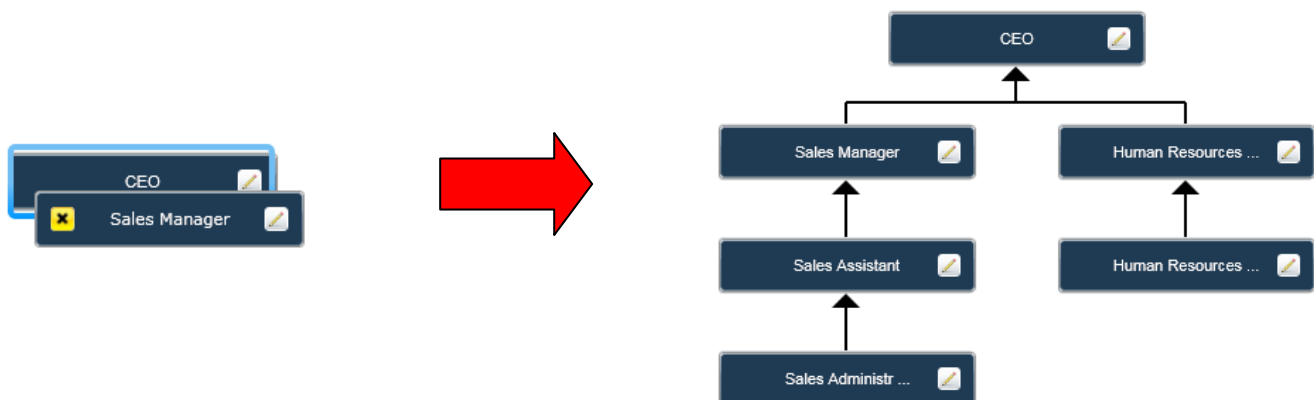 CEO
Sales Manager
CEO
Sales Manager
Human Resources ...
Sales Assistant
Human Resources ...
Sales Administr ...